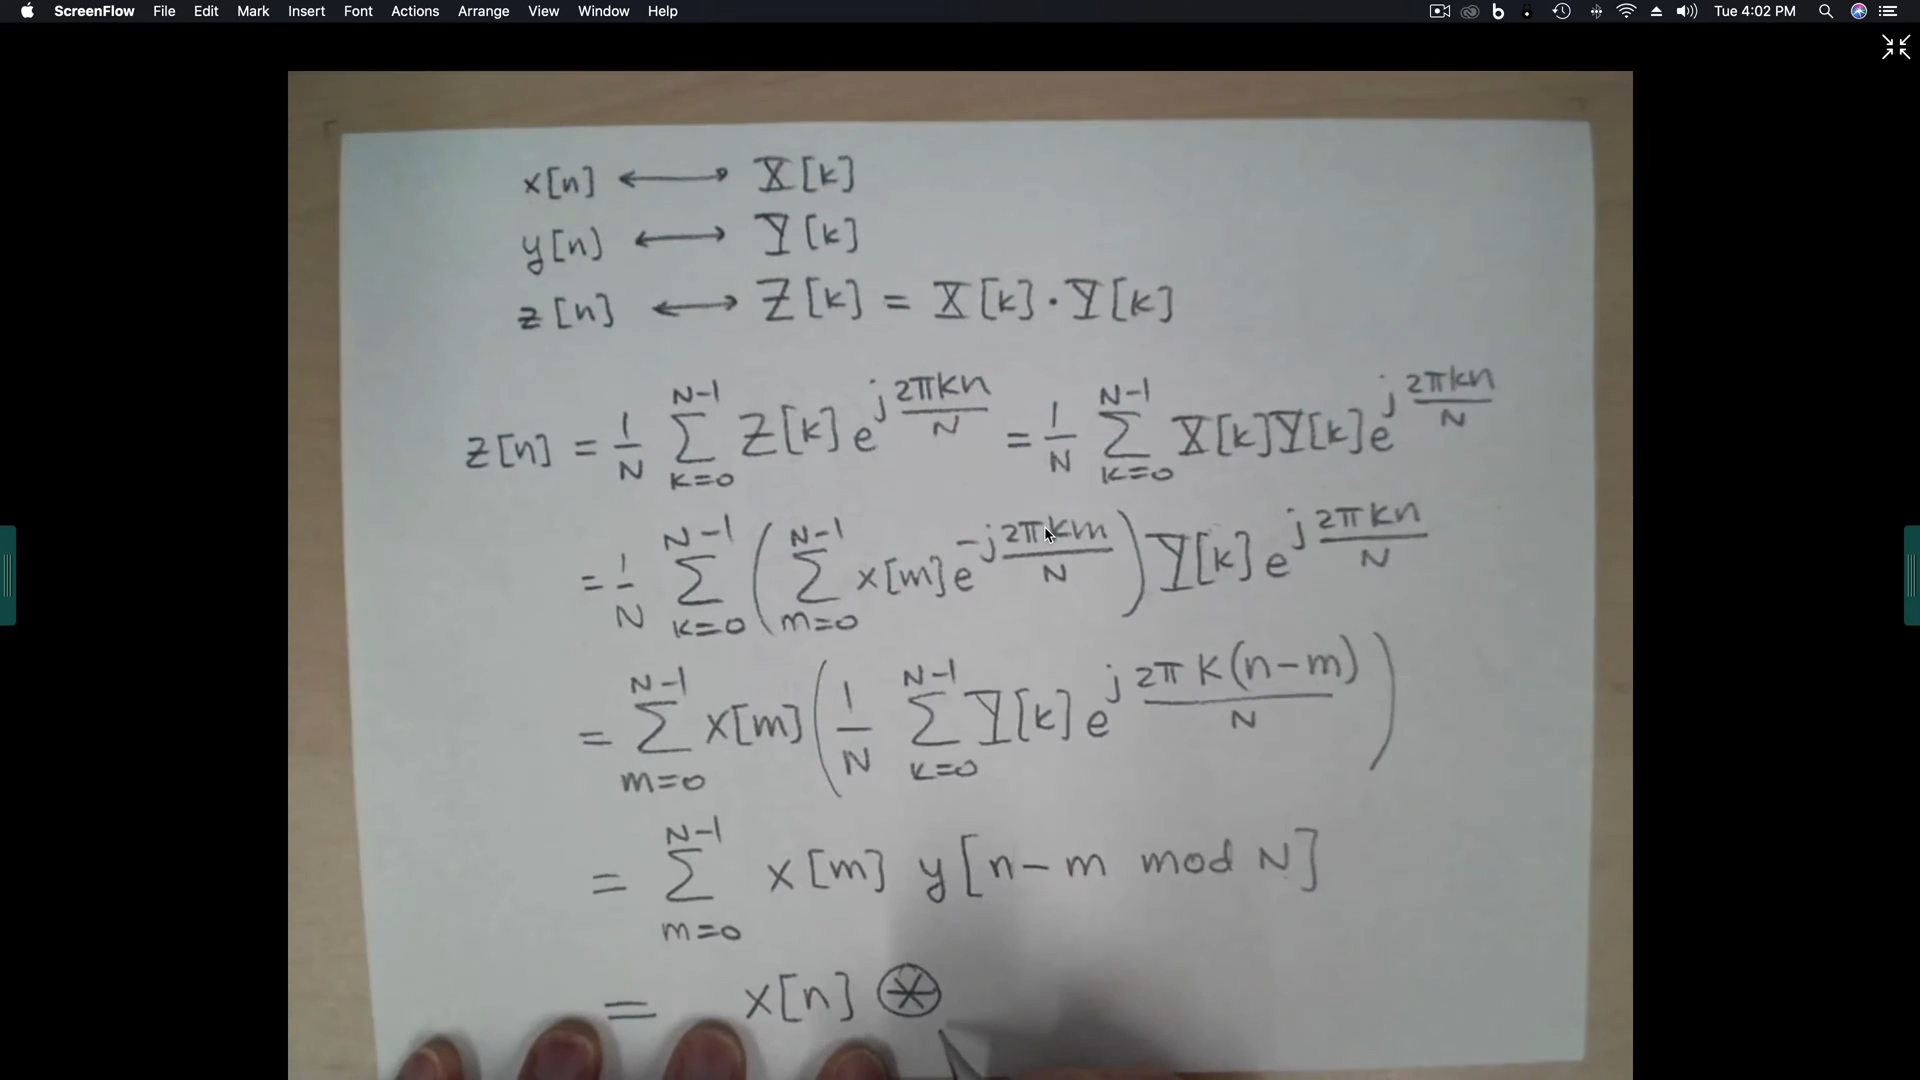 ScreenFlow File Edit Mark Insert Font Actions Arrange View Window Help Tue 4:02 PM
x[n] ⟷ X[k]
y[n] ⟷ Y[k]
z[n] ⟷ Z[k] = X[k] · Y[k]
z[n] = 1/N ∑_{k=0}^{N-1} Z[k] e^{j 2πkn/N} = 1/N ∑_{k=0}^{N-1} X[k]Y[k] e^{j 2πkn/N}
= 1/N ∑_{k=0}^{N-1} ( ∑_{m=0}^{N-1} x[m] e^{-j 2πkm/N} ) Y[k] e^{j 2πkn/N}
= ∑_{m=0}^{N-1} x[m] ( 1/N ∑_{k=0}^{N-1} Y[k] e^{j 2πk(n-m)/N} )
= ∑_{m=0}^{N-1} x[m] y[n-m mod N]
= x[n] ⊛